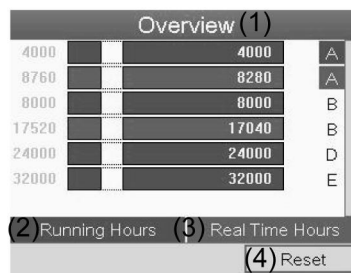 Overview (1)
4000 4000 A
8760 8280 A
8000 8000 B
17520 17040 B
24000 24000 D
32000 32000 E
(2) Running Hours (3) Real Time Hours
(4) Reset